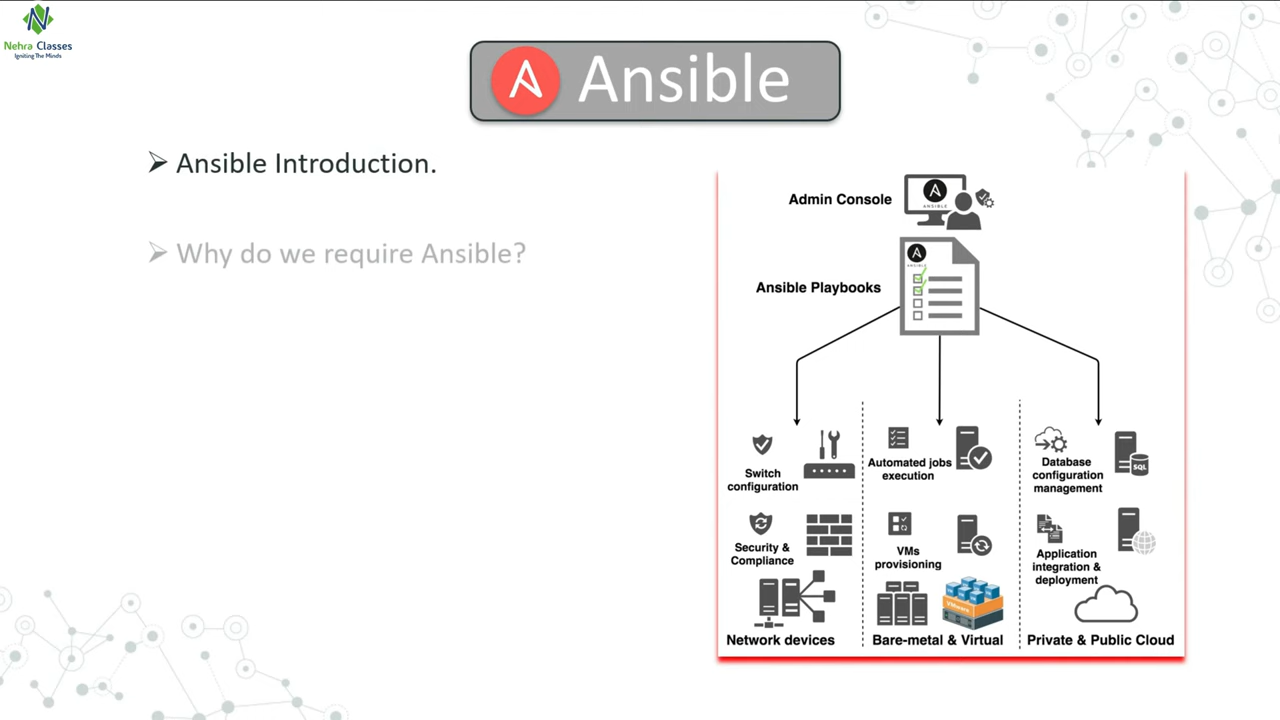 Nehra Classes
Igniting The Minds
Ansible
➢ Ansible Introduction.
➢ Why do we require Ansible?
Admin Console
ANSIBLE
Ansible Playbooks
ANSIBLE
Switch
configuration
Security &
Compliance
Network devices
Automated jobs
execution
VMs
provisioning
VMware
Bare-metal & Virtual
Database
configuration
management
SQL
Application
integration &
deployment
Private & Public Cloud